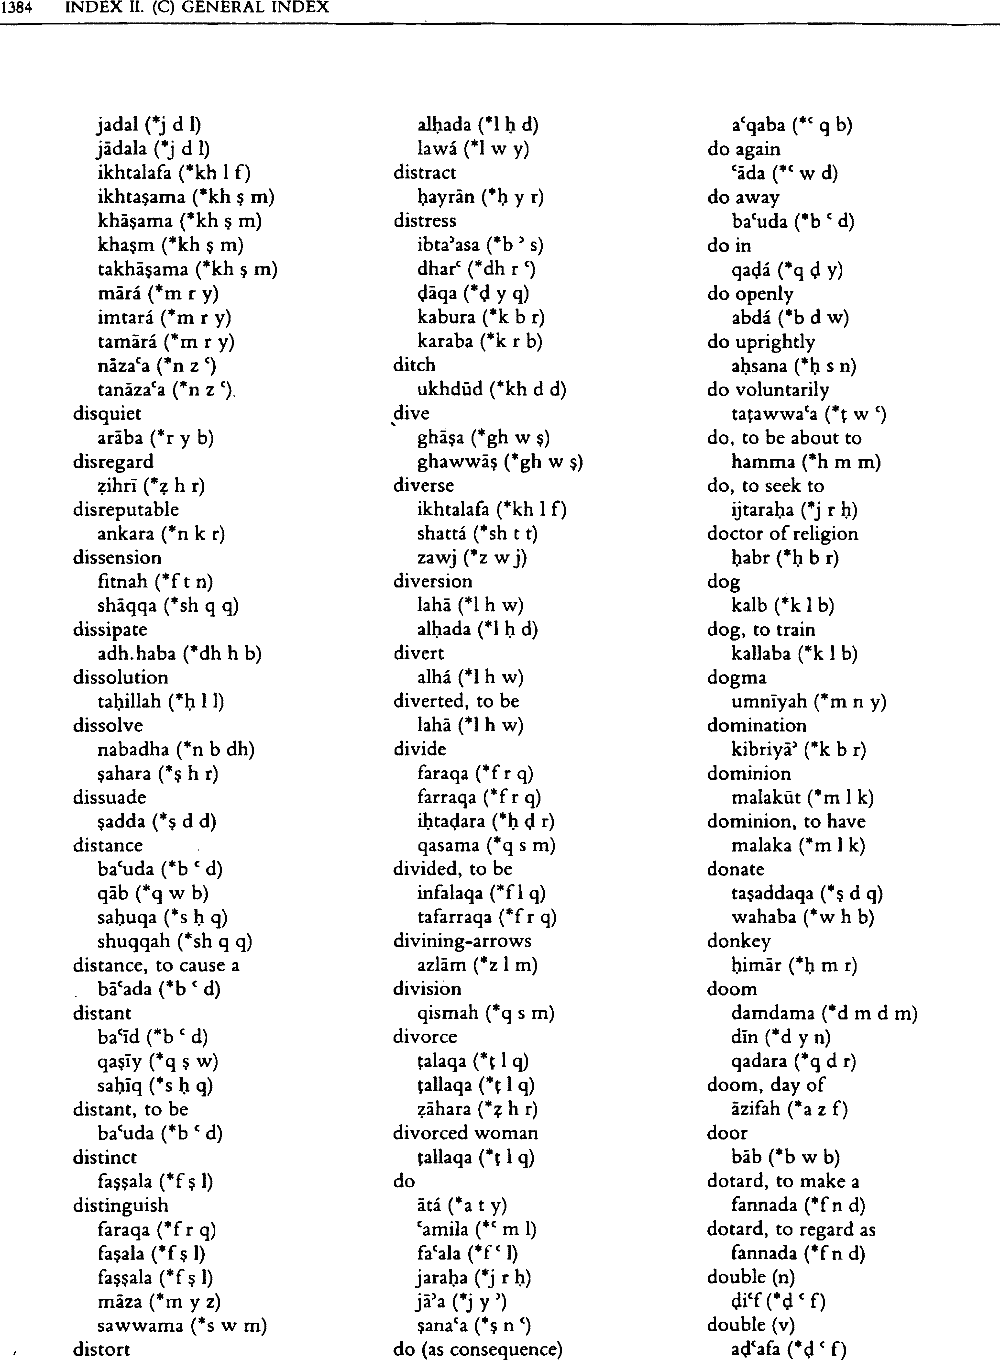 1384 INDEX II. (C) GENERAL INDEX
jadal (*j d l)
jādala (*j d l)
ikhtalafa (*kh l f)
ikhtaṣama (*kh ṣ m)
khāṣama (*kh ṣ m)
khaṣm (*kh ṣ m)
takhāṣama (*kh ṣ m)
mārá (*m r y)
imtará (*m r y)
tamārá (*m r y)
nāzaʿa (*n z ʿ)
tanāzaʿa (*n z ʿ).
disquiet
arāba (*r y b)
disregard
ẓihrī (*ẓ h r)
disreputable
ankara (*n k r)
dissension
fitnah (*f t n)
shāqqa (*sh q q)
dissipate
adh.haba (*dh h b)
dissolution
taḥillah (*ḥ l l)
dissolve
nabadha (*n b dh)
ṣahara (*ṣ h r)
dissuade
ṣadda (*ṣ d d)
distance
baʿuda (*b ʿ d)
qāb (*q w b)
saḥuqa (*s ḥ q)
shuqqah (*sh q q)
distance, to cause a
bāʿada (*b ʿ d)
distant
baʿīd (*b ʿ d)
qaṣīy (*q ṣ w)
saḥīq (*s ḥ q)
distant, to be
baʿuda (*b ʿ d)
distinct
faṣṣala (*f ṣ l)
distinguish
faraqa (*f r q)
faṣala (*f ṣ l)
faṣṣala (*f ṣ l)
māza (*m y z)
sawwama (*s w m)
distort
alḥada (*l ḥ d)
lawá (*l w y)
distract
ḥayrān (*ḥ y r)
distress
ibtaʾasa (*b ʾ s)
dharʿ (*dh r ʿ)
ḍāqa (*ḍ y q)
kabura (*k b r)
karaba (*k r b)
ditch
ukhdūd (*kh d d)
dive
ghāṣa (*gh w ṣ)
ghawwāṣ (*gh w ṣ)
diverse
ikhtalafa (*kh l f)
shattá (*sh t t)
zawj (*z w j)
diversion
lahā (*l h w)
alḥada (*l ḥ d)
divert
alhá (*l h w)
diverted, to be
lahā (*l h w)
divide
faraqa (*f r q)
farraqa (*f r q)
iḥtaḍara (*ḥ ḍ r)
qasama (*q s m)
divided, to be
infalaqa (*f l q)
tafarraqa (*f r q)
divining-arrows
azlām (*z l m)
division
qismah (*q s m)
divorce
ṭalaqa (*ṭ l q)
ṭallaqa (*ṭ l q)
ẓāhara (*ẓ h r)
divorced woman
ṭallaqa (*ṭ l q)
do
ātá (*a t y)
ʿamila (*ʿ m l)
faʿala (*f ʿ l)
jaraḥa (*j r ḥ)
jāʾa (*j y ʾ)
ṣanaʿa (*ṣ n ʿ)
do (as consequence)
aʿqaba (*ʿ q b)
do again
ʿāda (*ʿ w d)
do away
baʿuda (*b ʿ d)
do in
qaḍá (*q ḍ y)
do openly
abdá (*b d w)
do uprightly
aḥsana (*ḥ s n)
do voluntarily
taṭawwaʿa (*ṭ w ʿ)
do, to be about to
hamma (*h m m)
do, to seek to
ijtaraḥa (*j r ḥ)
doctor of religion
ḥabr (*ḥ b r)
dog
kalb (*k l b)
dog, to train
kallaba (*k l b)
dogma
umnīyah (*m n y)
domination
kibriyāʾ (*k b r)
dominion
malakūt (*m l k)
dominion, to have
malaka (*m l k)
donate
taṣaddaqa (*ṣ d q)
wahaba (*w h b)
donkey
ḥimār (*ḥ m r)
doom
damdama (*d m d m)
dīn (*d y n)
qadara (*q d r)
doom, day of
āzifah (*a z f)
door
bāb (*b w b)
dotard, to make a
fannada (*f n d)
dotard, to regard as
fannada (*f n d)
double (n)
ḍiʿf (*ḍ ʿ f)
double (v)
aḍʿafa (*ḍ ʿ f)